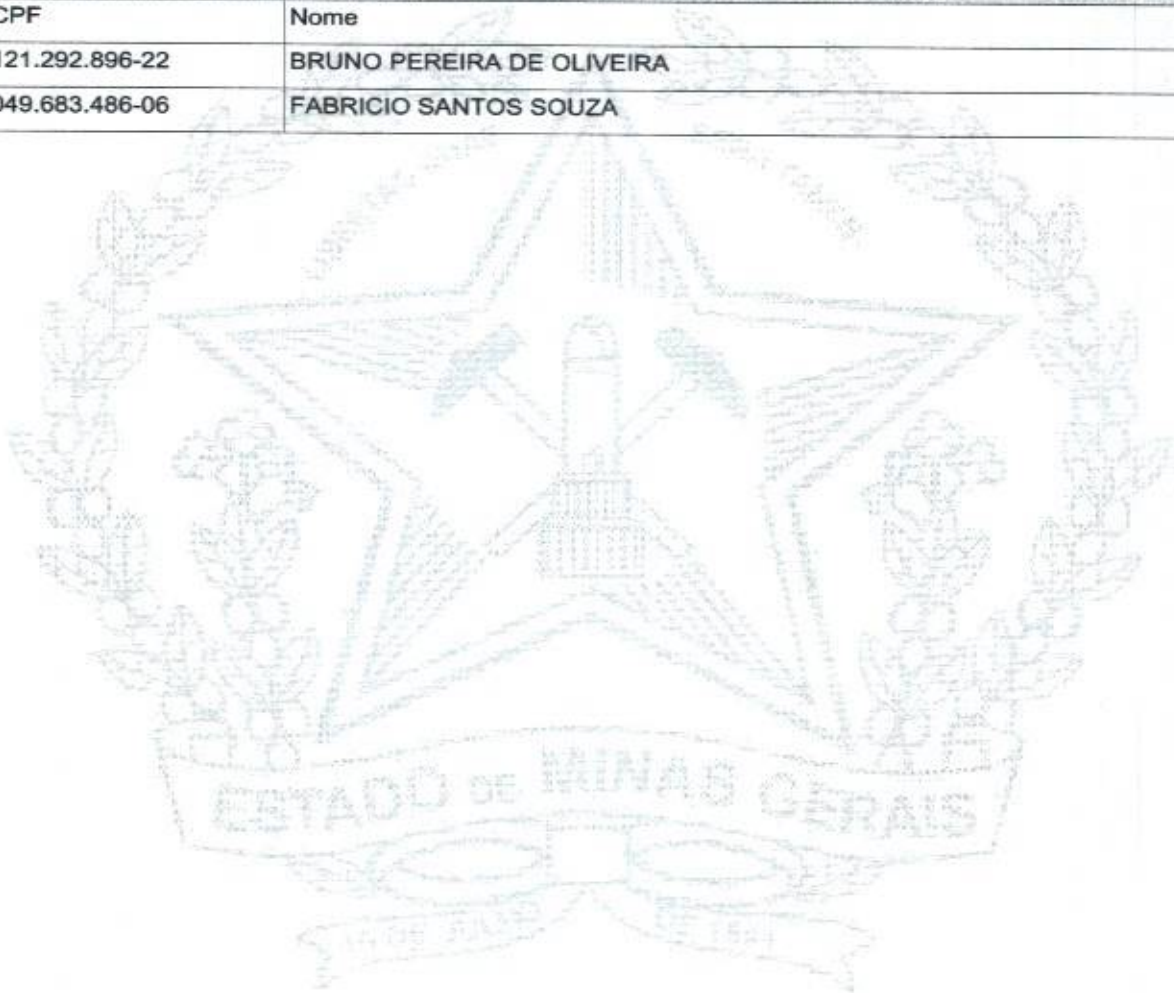 CPF Nome
121.292.896-22 BRUNO PEREIRA DE OLIVEIRA
049.683.486-06 FABRICIO SANTOS SOUZA
ESTADO DE MINAS GERAIS